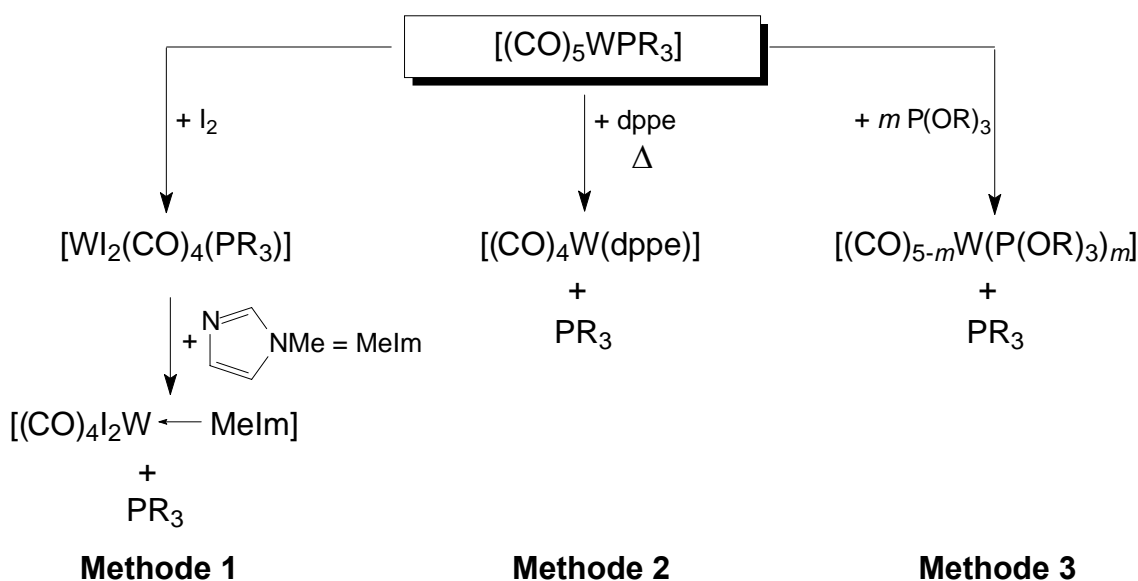 [(CO)₅WPR₃]
+ I₂
+ dppe
Δ
+ m P(OR)₃
[WI₂(CO)₄(PR₃)]
[(CO)₄W(dppe)]
+
PR₃
[(CO)₅₋ₘW(P(OR)₃)ₘ]
+
PR₃
+ N NMe = MeIm
[(CO)₄I₂W MeIm]
+
PR₃
Methode 1
Methode 2
Methode 3